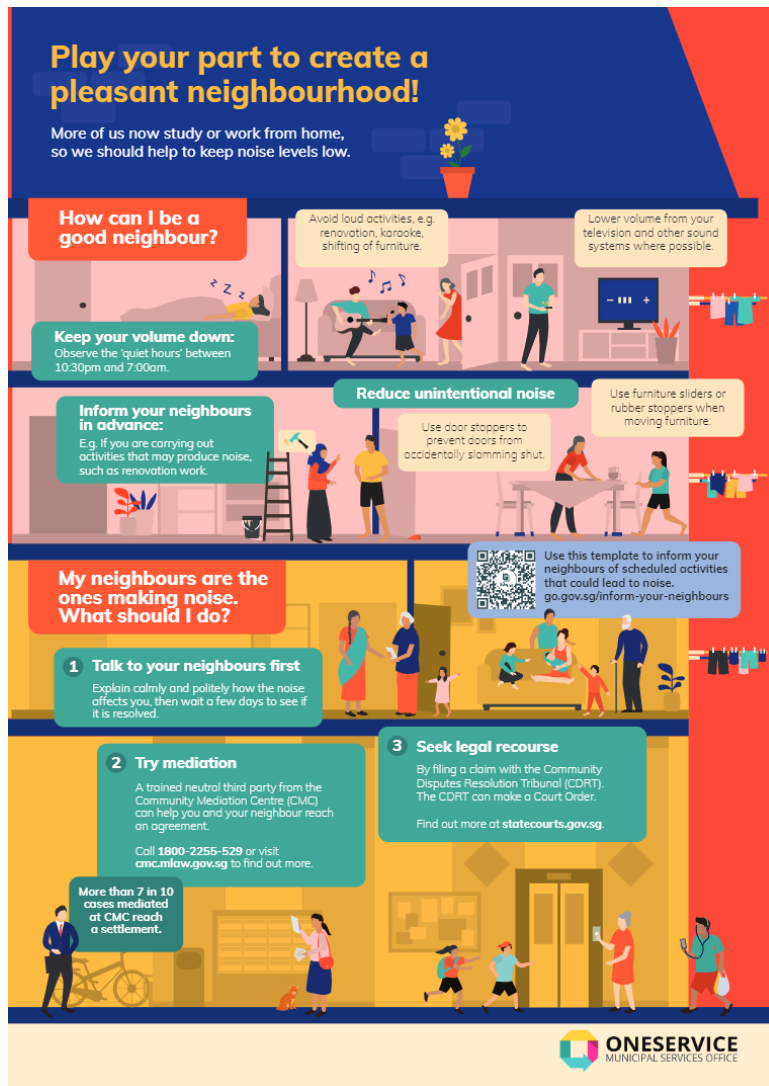 Play your part to create a
pleasant neighbourhood!
More of us now study or work from home,
so we should help to keep noise levels low.
How can I be a
good neighbour?
Avoid loud activities, e.g.
renovation, karaoke,
shifting of furniture.
Lower volume from your
television and other sound
systems where possible.
z z z
- +
Keep your volume down:
Observe the 'quiet hours' between
10:30pm and 7:00am.
Reduce unintentional noise
Inform your neighbours
in advance:
E.g. If you are carrying out
activities that may produce noise,
such as renovation work.
Use door stoppers to
prevent doors from
accidentally slamming shut.
Use furniture sliders or
rubber stoppers when
moving furniture.
Use this template to inform your
neighbours of scheduled activities
that could lead to noise.
go.gov.sg/inform-your-neighbours
My neighbours are the
ones making noise.
What should I do?
1 Talk to your neighbours first
Explain calmly and politely how the noise
affects you, then wait a few days to see if
it is resolved.
2 Try mediation
A trained neutral third party from the
Community Mediation Centre (CMC)
can help you and your neighbour reach
an agreement.
Call 1800-2255-529 or visit
cmc.mlaw.gov.sg to find out more.
More than 7 in 10
cases mediated
at CMC reach
a settlement.
3 Seek legal recourse
By filing a claim with the Community
Disputes Resolution Tribunal (CDRT).
The CDRT can make a Court Order.
Find out more at statecourts.gov.sg.
ONESERVICE
MUNICIPAL SERVICES OFFICE